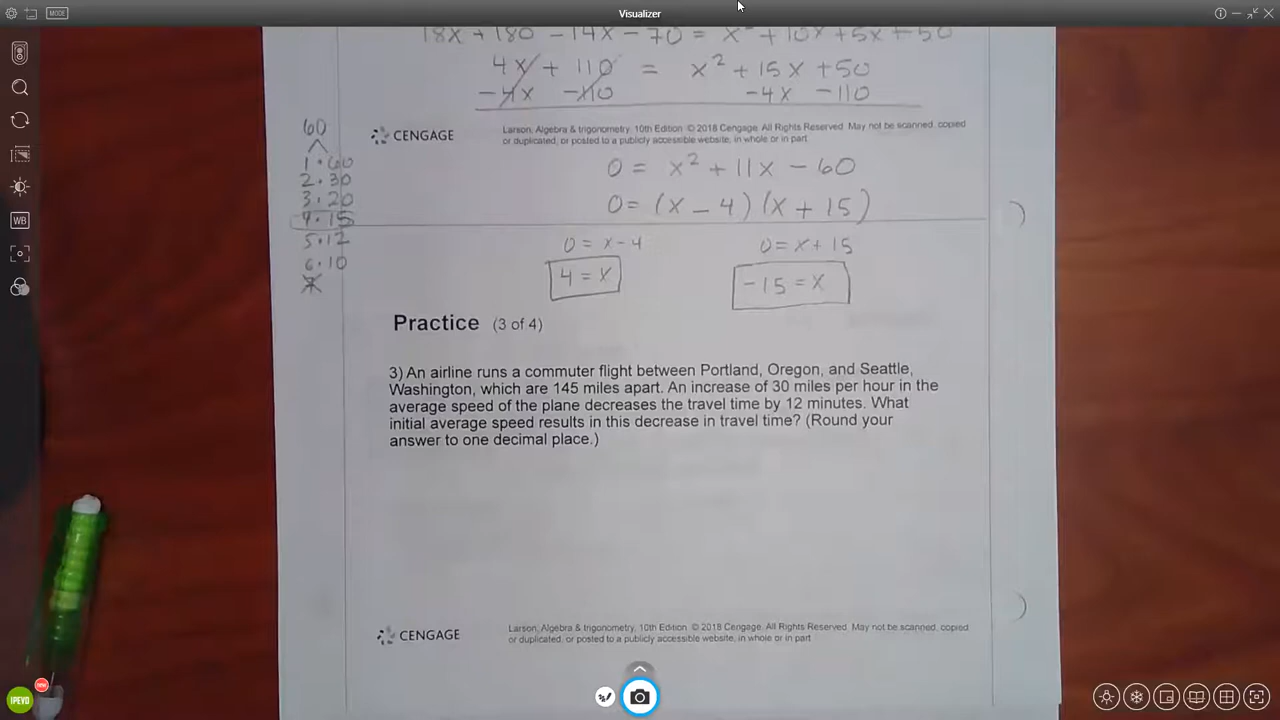 MODE
Visualizer
18x + 180 - 14x - 70 = x² + 10x + 5x + 50
4x + 110 = x² + 15x + 50
-4x -110 -4x -110
60
1·60
2·30
3·20
4·15
5·12
6·10
CENGAGE
Larson, Algebra & trigonometry, 10th Edition. © 2018 Cengage. All Rights Reserved. May not be scanned, copied
or duplicated, or posted to a publicly accessible website, in whole or in part.
0 = x² + 11x - 60
0 = (x - 4)(x + 15)
0 = x - 4 0 = x + 15
4 = x -15 = x
Practice (3 of 4)
3) An airline runs a commuter flight between Portland, Oregon, and Seattle,
Washington, which are 145 miles apart. An increase of 30 miles per hour in the
average speed of the plane decreases the travel time by 12 minutes. What
initial average speed results in this decrease in travel time? (Round your
answer to one decimal place.)
CENGAGE
Larson, Algebra & trigonometry, 10th Edition. © 2018 Cengage. All Rights Reserved. May not be scanned, copied
or duplicated, or posted to a publicly accessible website, in whole or in part
WB
IPEVO
new